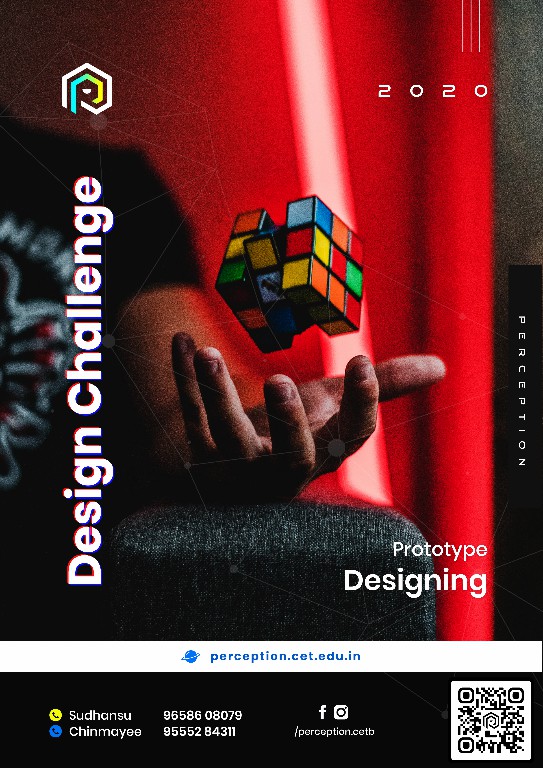 2020
Design Challenge
PERCEPTION
Prototype
Designing
perception.cet.edu.in
Sudhansu 96586 08079
Chinmayee 95552 84311
/perception.cetb